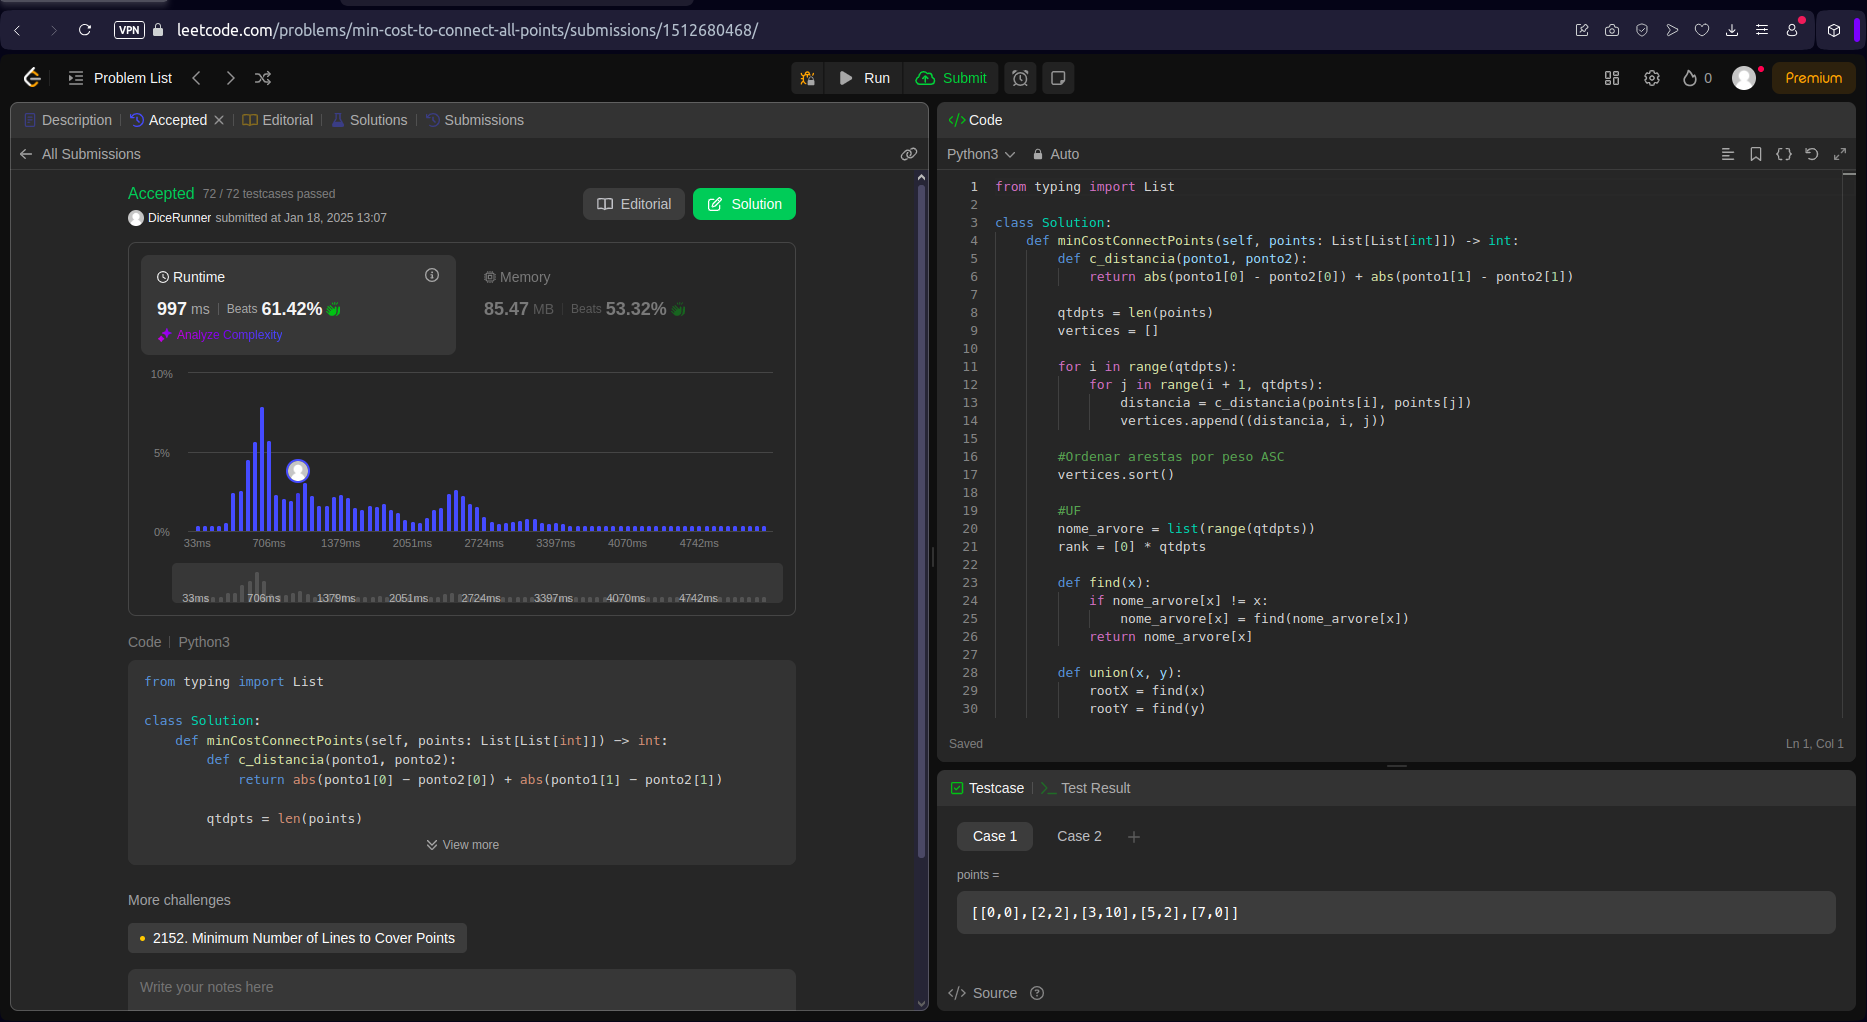 VPN leetcode.com/problems/min-cost-to-connect-all-points/submissions/1512680468/
Problem List Run Submit 0 Premium
Description Accepted Editorial Solutions Submissions
All Submissions
Accepted 72 / 72 testcases passed
DiceRunner submitted at Jan 18, 2025 13:07
Editorial Solution
Runtime
997 ms Beats 61.42%
Analyze Complexity
Memory
85.47 MB Beats 53.32%
10%
5%
0%
33ms 706ms 1379ms 2051ms 2724ms 3397ms 4070ms 4742ms
33ms 706ms 1379ms 2051ms 2724ms 3397ms 4070ms 4742ms
Code Python3
from typing import List
class Solution:
def minCostConnectPoints(self, points: List[List[int]]) -> int:
def c_distancia(ponto1, ponto2):
return abs(ponto1[0] - ponto2[0]) + abs(ponto1[1] - ponto2[1])
qtdpts = len(points)
View more
More challenges
2152. Minimum Number of Lines to Cover Points
Write your notes here
Code
Python3 Auto
1 from typing import List
2
3 class Solution:
4 def minCostConnectPoints(self, points: List[List[int]]) -> int:
5 def c_distancia(ponto1, ponto2):
6 return abs(ponto1[0] - ponto2[0]) + abs(ponto1[1] - ponto2[1])
7
8 qtdpts = len(points)
9 vertices = []
10
11 for i in range(qtdpts):
12 for j in range(i + 1, qtdpts):
13 distancia = c_distancia(points[i], points[j])
14 vertices.append((distancia, i, j))
15
16 #Ordenar arestas por peso ASC
17 vertices.sort()
18
19 #UF
20 nome_arvore = list(range(qtdpts))
21 rank = [0] * qtdpts
22
23 def find(x):
24 if nome_arvore[x] != x:
25 nome_arvore[x] = find(nome_arvore[x])
26 return nome_arvore[x]
27
28 def union(x, y):
29 rootX = find(x)
30 rootY = find(y)
Saved Ln 1, Col 1
Testcase Test Result
Case 1 Case 2
points =
[[0,0],[2,2],[3,10],[5,2],[7,0]]
Source